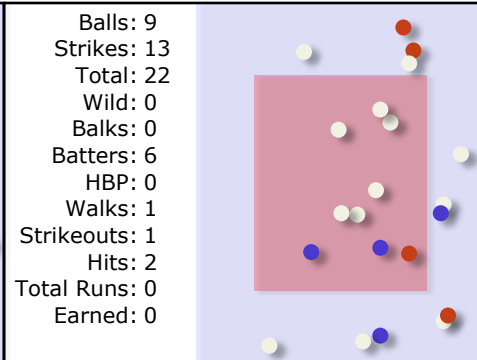 Balls: 9
Strikes: 13
Total: 22
Wild: 0
Balks: 0
Batters: 6
HBP: 0
Walks: 1
Strikeouts: 1
Hits: 2
Total Runs: 0
Earned: 0